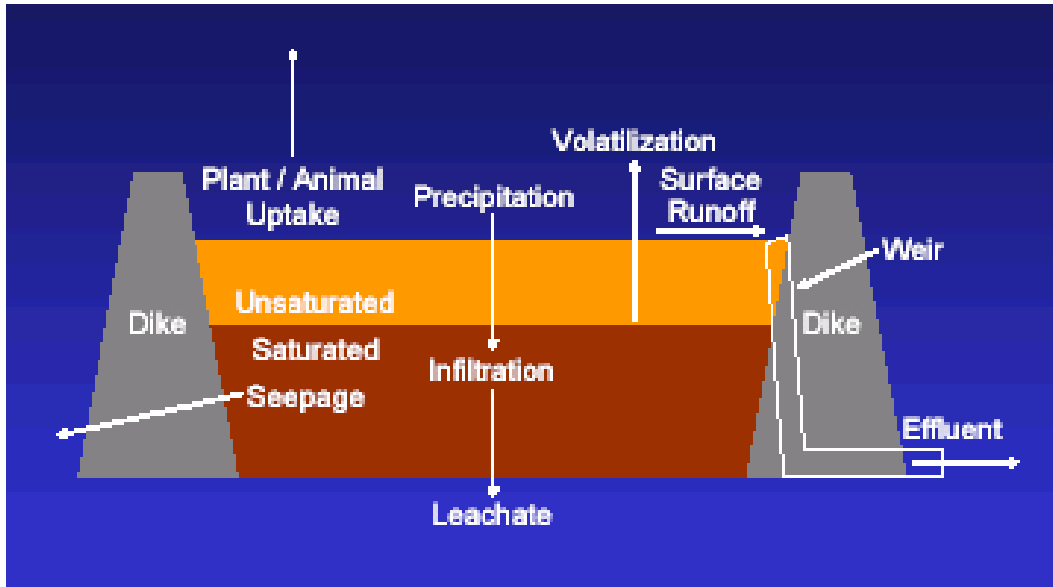 Volatilization
Plant / Animal
Uptake
Precipitation
Surface
Runoff
Weir
Unsaturated
Dike
Dike
Saturated
Infiltration
Seepage
Effluent
Leachate